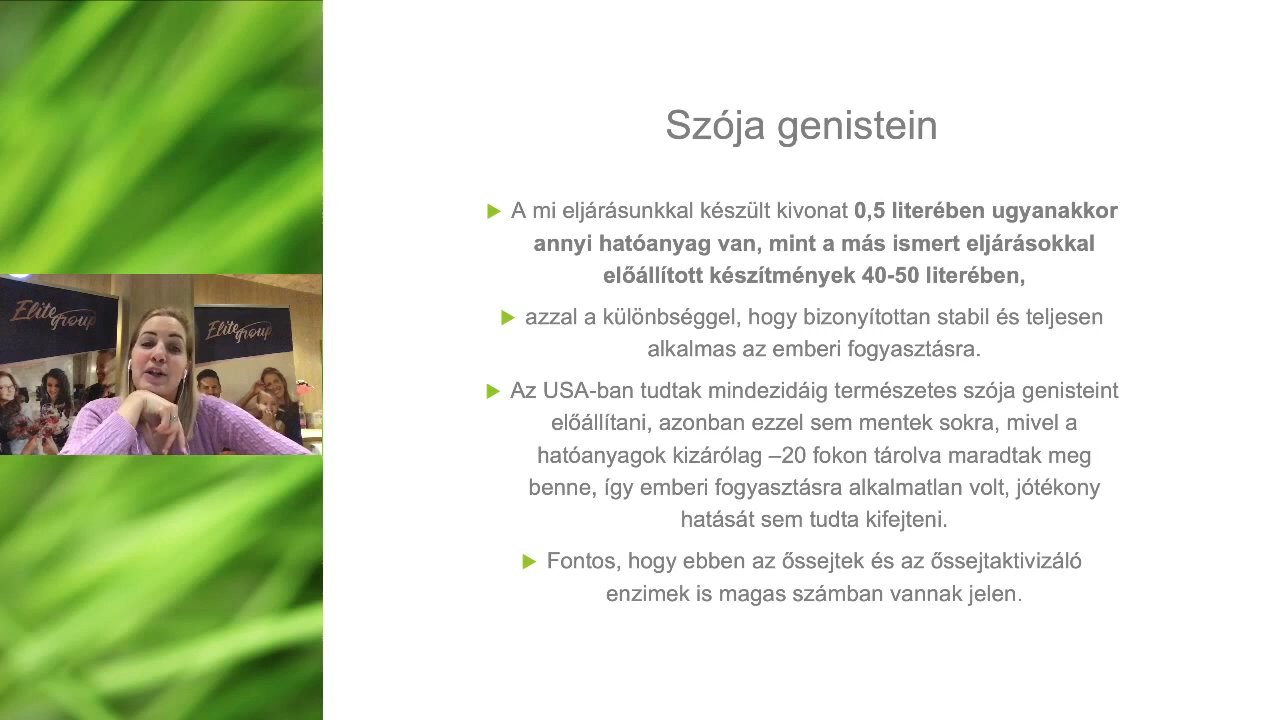 Szója genistein
A mi eljárásunkkal készült kivonat 0,5 literében ugyanakkor
annyi hatóanyag van, mint a más ismert eljárásokkal
előállított készítmények 40-50 literében,
azzal a különbséggel, hogy bizonyítottan stabil és teljesen
alkalmas az emberi fogyasztásra.
Az USA-ban tudtak mindezidáig természetes szója genisteint
előállítani, azonban ezzel sem mentek sokra, mivel a
hatóanyagok kizárólag –20 fokon tárolva maradtak meg
benne, így emberi fogyasztásra alkalmatlan volt, jótékony
hatását sem tudta kifejteni.
Fontos, hogy ebben az őssejtek és az őssejtaktivizáló
enzimek is magas számban vannak jelen.
Elite group
Elite group